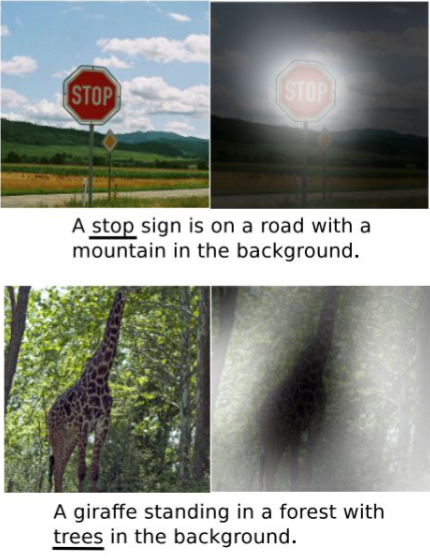 STOP
STOP
A stop sign is on a road with a
mountain in the background.
A giraffe standing in a forest with
trees in the background.